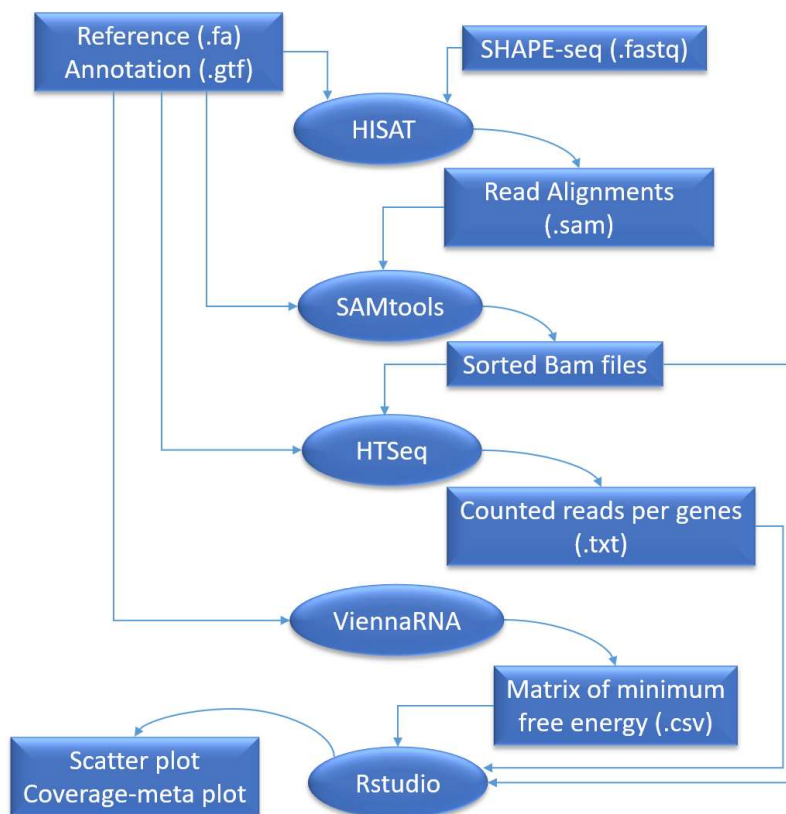 Reference (.fa)
Annotation (.gtf)
SHAPE-seq (.fastq)
HISAT
Read Alignments
(.sam)
SAMtools
Sorted Bam files
HTSeq
Counted reads per genes
(.txt)
ViennaRNA
Matrix of minimum
free energy (.csv)
Scatter plot
Coverage-meta plot
Rstudio